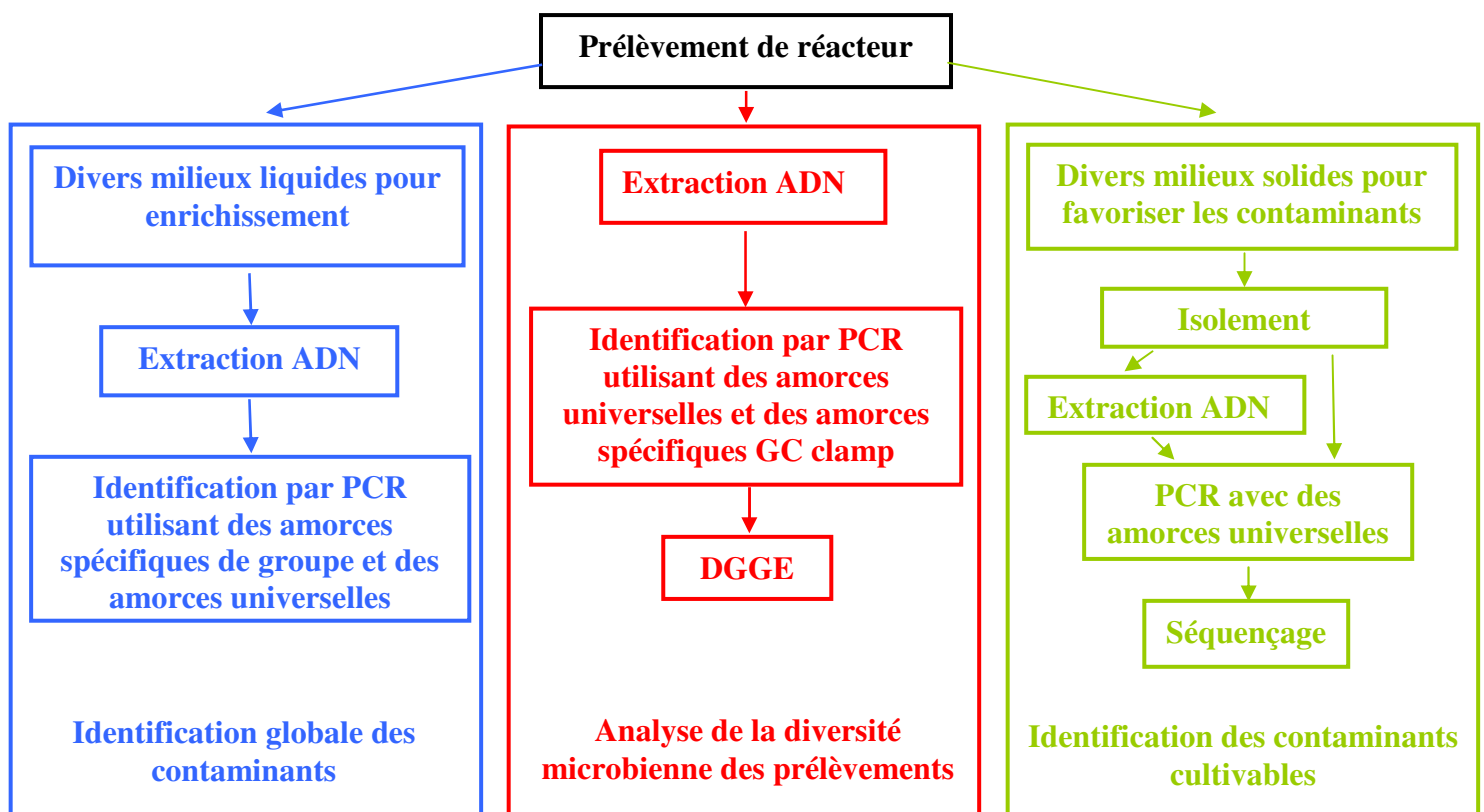 Prélèvement de réacteur
Divers milieux liquides pour
enrichissement
Extraction ADN
Identification par PCR
utilisant des amorces
spécifiques de groupe et des
amorces universelles
Identification globale des
contaminants
Extraction ADN
Identification par PCR
utilisant des amorces
universelles et des amorces
spécifiques GC clamp
DGGE
Analyse de la diversité
microbienne des prélèvements
Divers milieux solides pour
favoriser les contaminants
Isolement
Extraction ADN
PCR avec des
amorces universelles
Séquençage
Identification des contaminants
cultivables